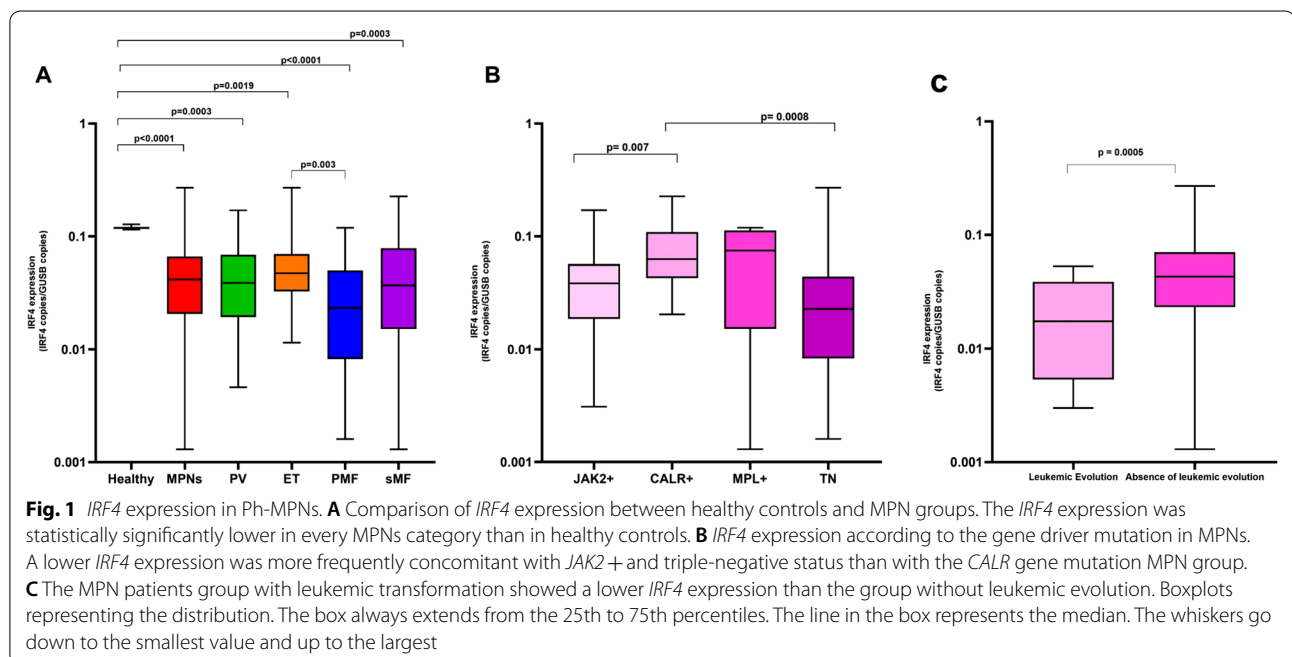 A
p=0.0003
p<0.0001
p=0.0019
p=0.0003
p<0.0001
p=0.003
IRF4 expression
(IRF4 copies/GUSB copies)
1
0.1
0.01
0.001
Healthy MPNs PV ET PMF sMF
B
p= 0.0008
p= 0.007
IRF4 expression
(IRF4 copies/GUSB copies)
1
0.1
0.01
0.001
JAK2+ CALR+ MPL+ TN
C
p = 0.0005
IRF4 expression
(IRF4 copies/GUSB copies)
1
0.1
0.01
0.001
Leukemic Evolution Absence of leukemic evolution
Fig. 1 IRF4 expression in Ph-MPNs. A Comparison of IRF4 expression between healthy controls and MPN groups. The IRF4 expression was
statistically significantly lower in every MPNs category than in healthy controls. B IRF4 expression according to the gene driver mutation in MPNs.
A lower IRF4 expression was more frequently concomitant with JAK2 + and triple-negative status than with the CALR gene mutation MPN group.
C The MPN patients group with leukemic transformation showed a lower IRF4 expression than the group without leukemic evolution. Boxplots
representing the distribution. The box always extends from the 25th to 75th percentiles. The line in the box represents the median. The whiskers go
down to the smallest value and up to the largest